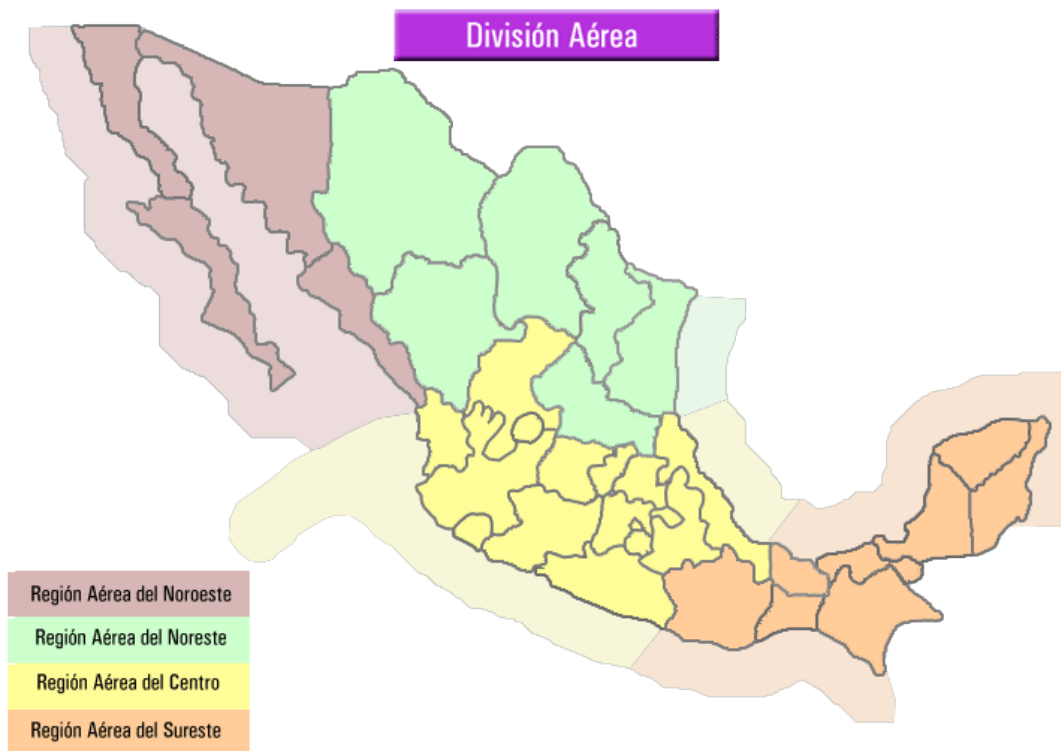 División Aérea
Región Aérea del Noroeste
Región Aérea del Noreste
Región Aérea del Centro
Región Aérea del Sureste